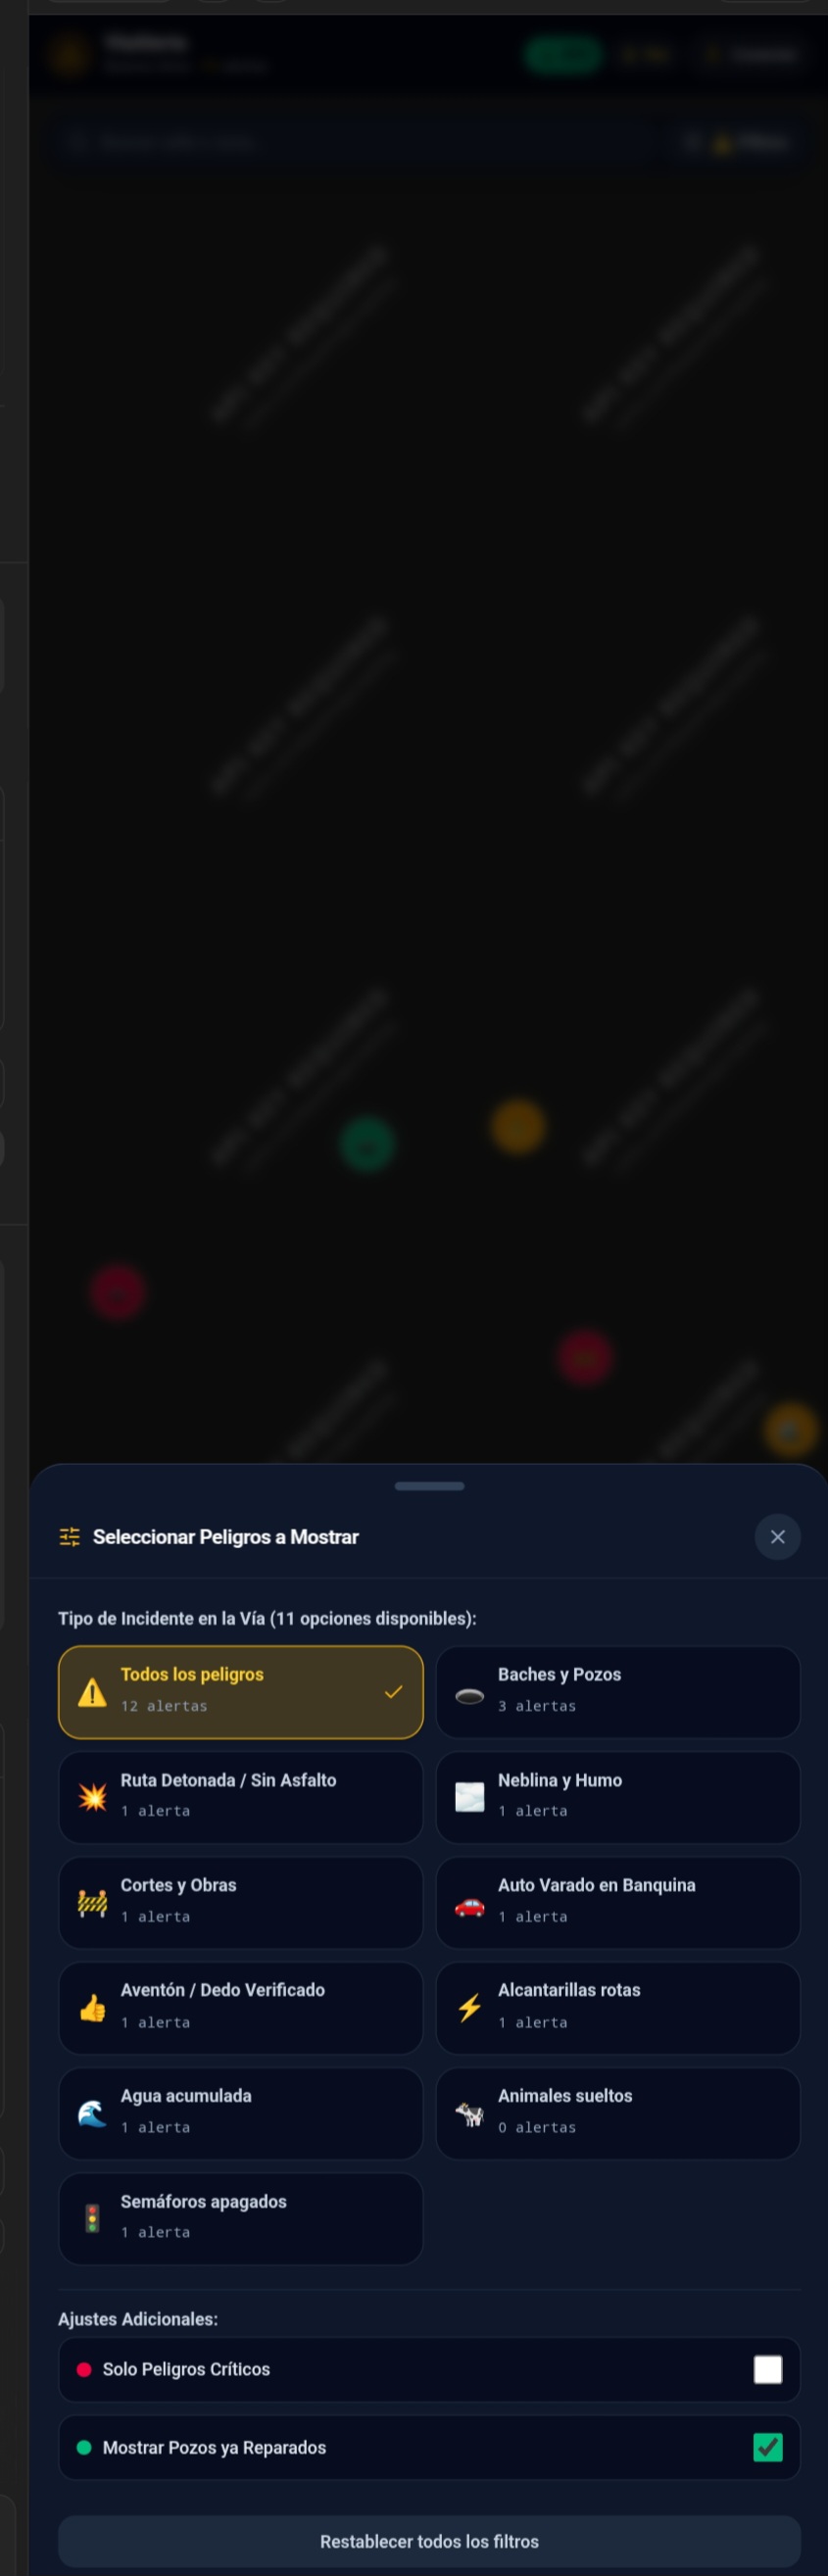 Seleccionar Peligros a Mostrar
Tipo de Incidente en la Vía (11 opciones disponibles):
Todos los peligros
12 alertas
Baches y Pozos
3 alertas
Ruta Detonada / Sin Asfalto
1 alerta
Neblina y Humo
1 alerta
Cortes y Obras
1 alerta
Auto Varado en Banquina
1 alerta
Aventón / Dedo Verificado
1 alerta
Alcantarillas rotas
1 alerta
Agua acumulada
1 alerta
Animales sueltos
0 alertas
Semáforos apagados
1 alerta
Ajustes Adicionales:
Solo Peligros Críticos
Mostrar Pozos ya Reparados
Restablecer todos los filtros